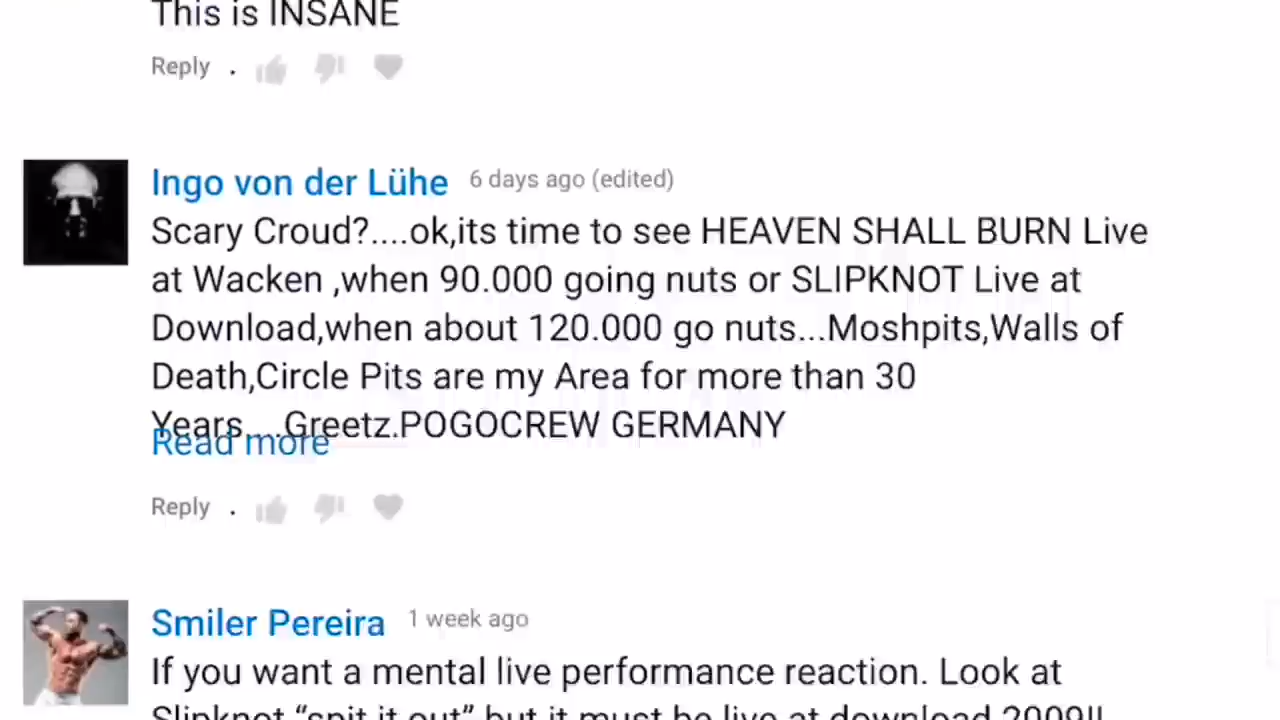 This is INSANE
Reply .
Ingo von der Lühe 6 days ago (edited)
Scary Croud?....ok,its time to see HEAVEN SHALL BURN Live
at Wacken ,when 90.000 going nuts or SLIPKNOT Live at
Download,when about 120.000 go nuts...Moshpits,Walls of
Death,Circle Pits are my Area for more than 30
Years....Greetz.POGOCREW GERMANY
Read more
Reply .
Smiler Pereira 1 week ago
If you want a mental live performance reaction. Look at
Slipknot “spit it out” but it must be live at download 2009!!